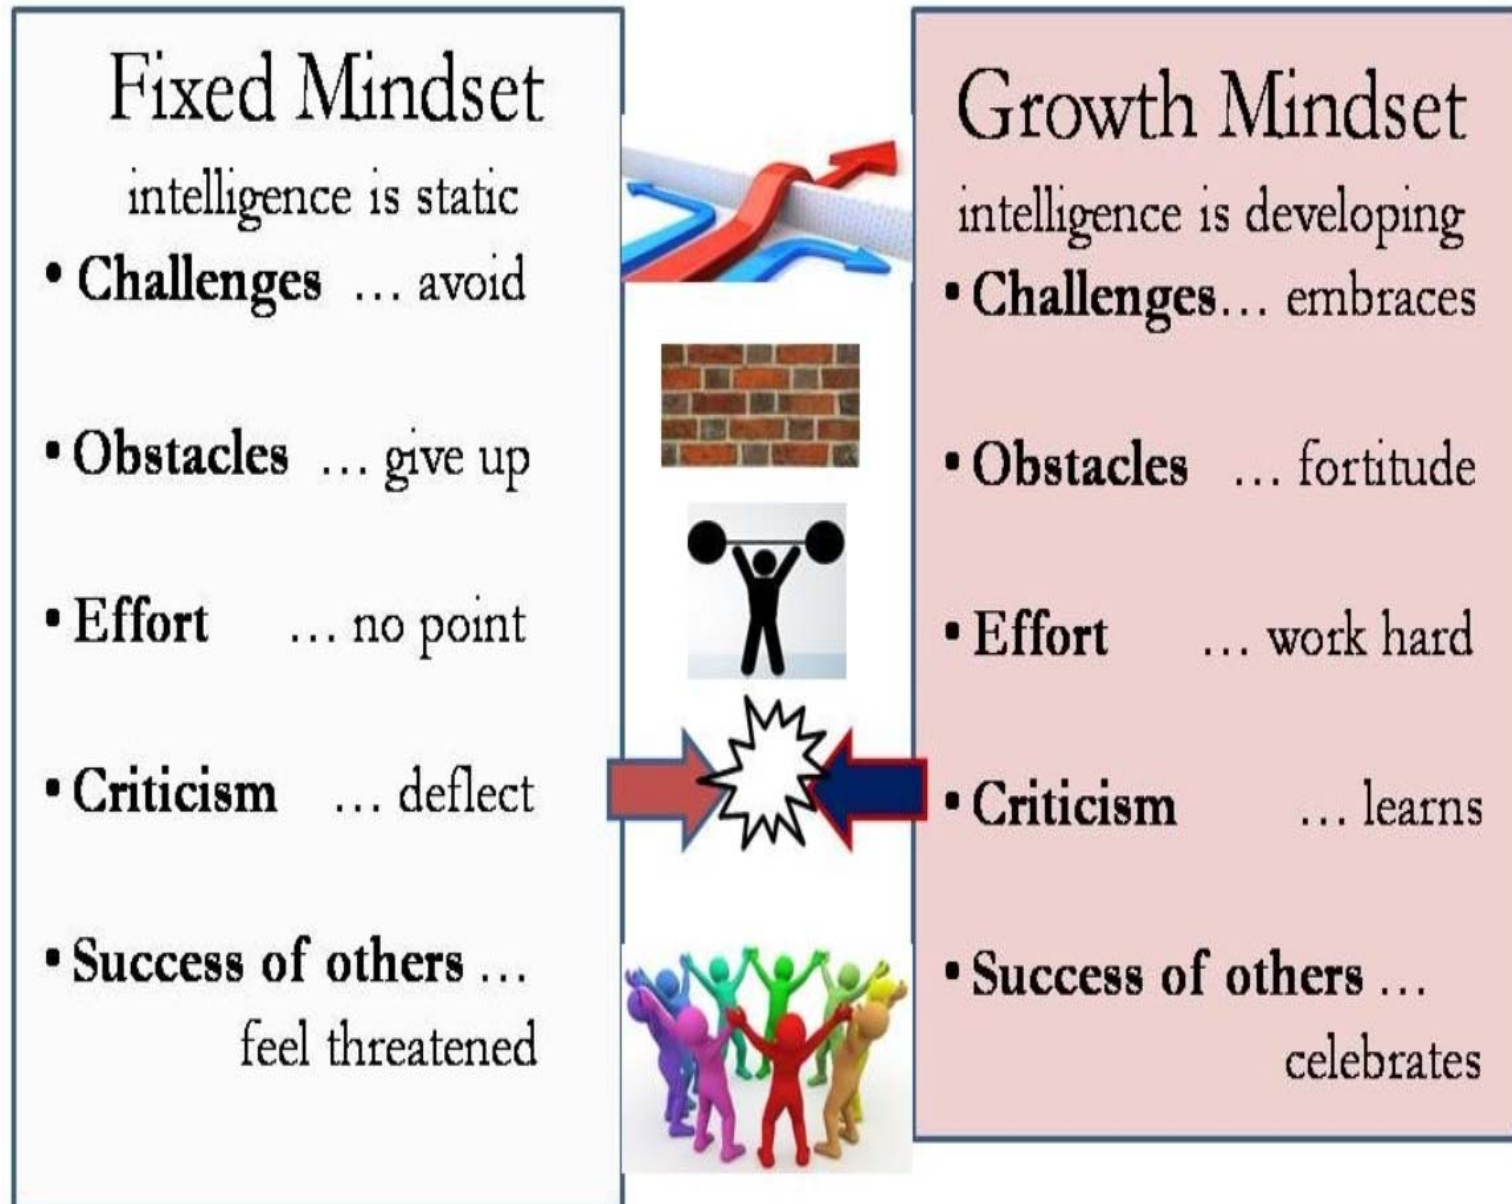 Fixed Mindset
intelligence is static
• Challenges … avoid
• Obstacles … give up
• Effort … no point
• Criticism … deflect
• Success of others …
feel threatened
Growth Mindset
intelligence is developing
• Challenges… embraces
• Obstacles … fortitude
• Effort … work hard
• Criticism … learns
• Success of others …
celebrates